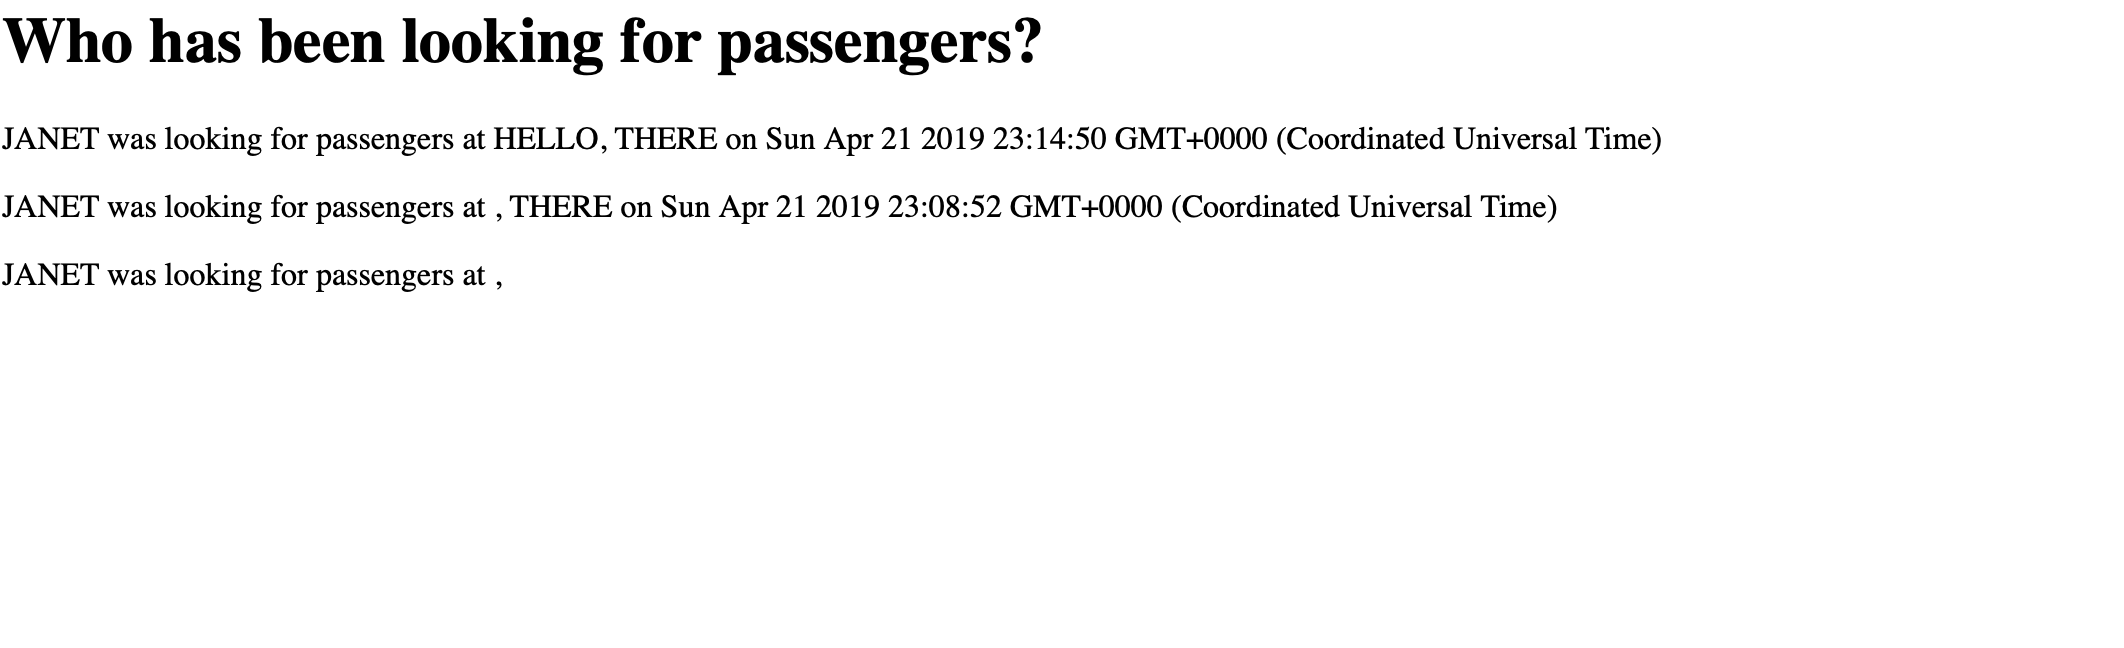 Who has been looking for passengers?
JANET was looking for passengers at HELLO, THERE on Sun Apr 21 2019 23:14:50 GMT+0000 (Coordinated Universal Time)
JANET was looking for passengers at , THERE on Sun Apr 21 2019 23:08:52 GMT+0000 (Coordinated Universal Time)
JANET was looking for passengers at ,